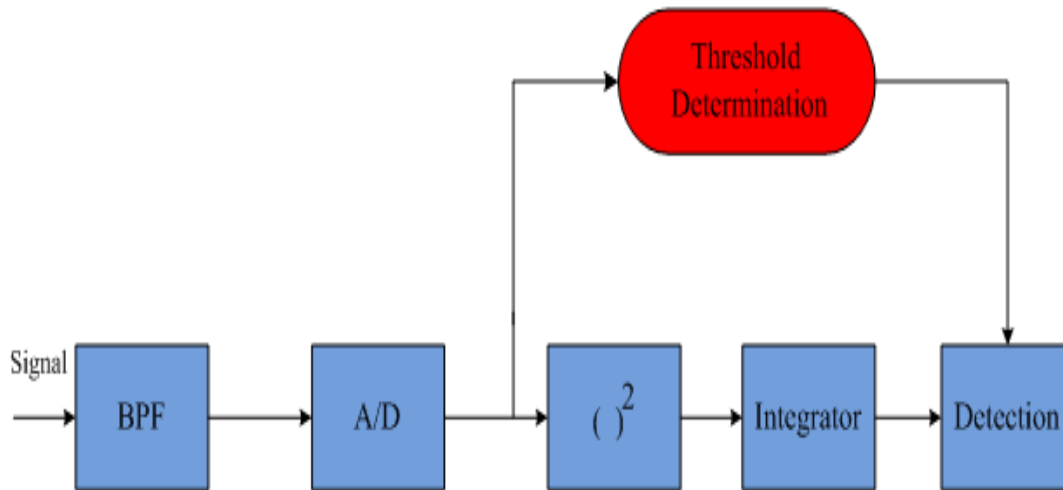 Threshold
Determination
Signal
BPF
A/D
( )²
Integrator
Detection